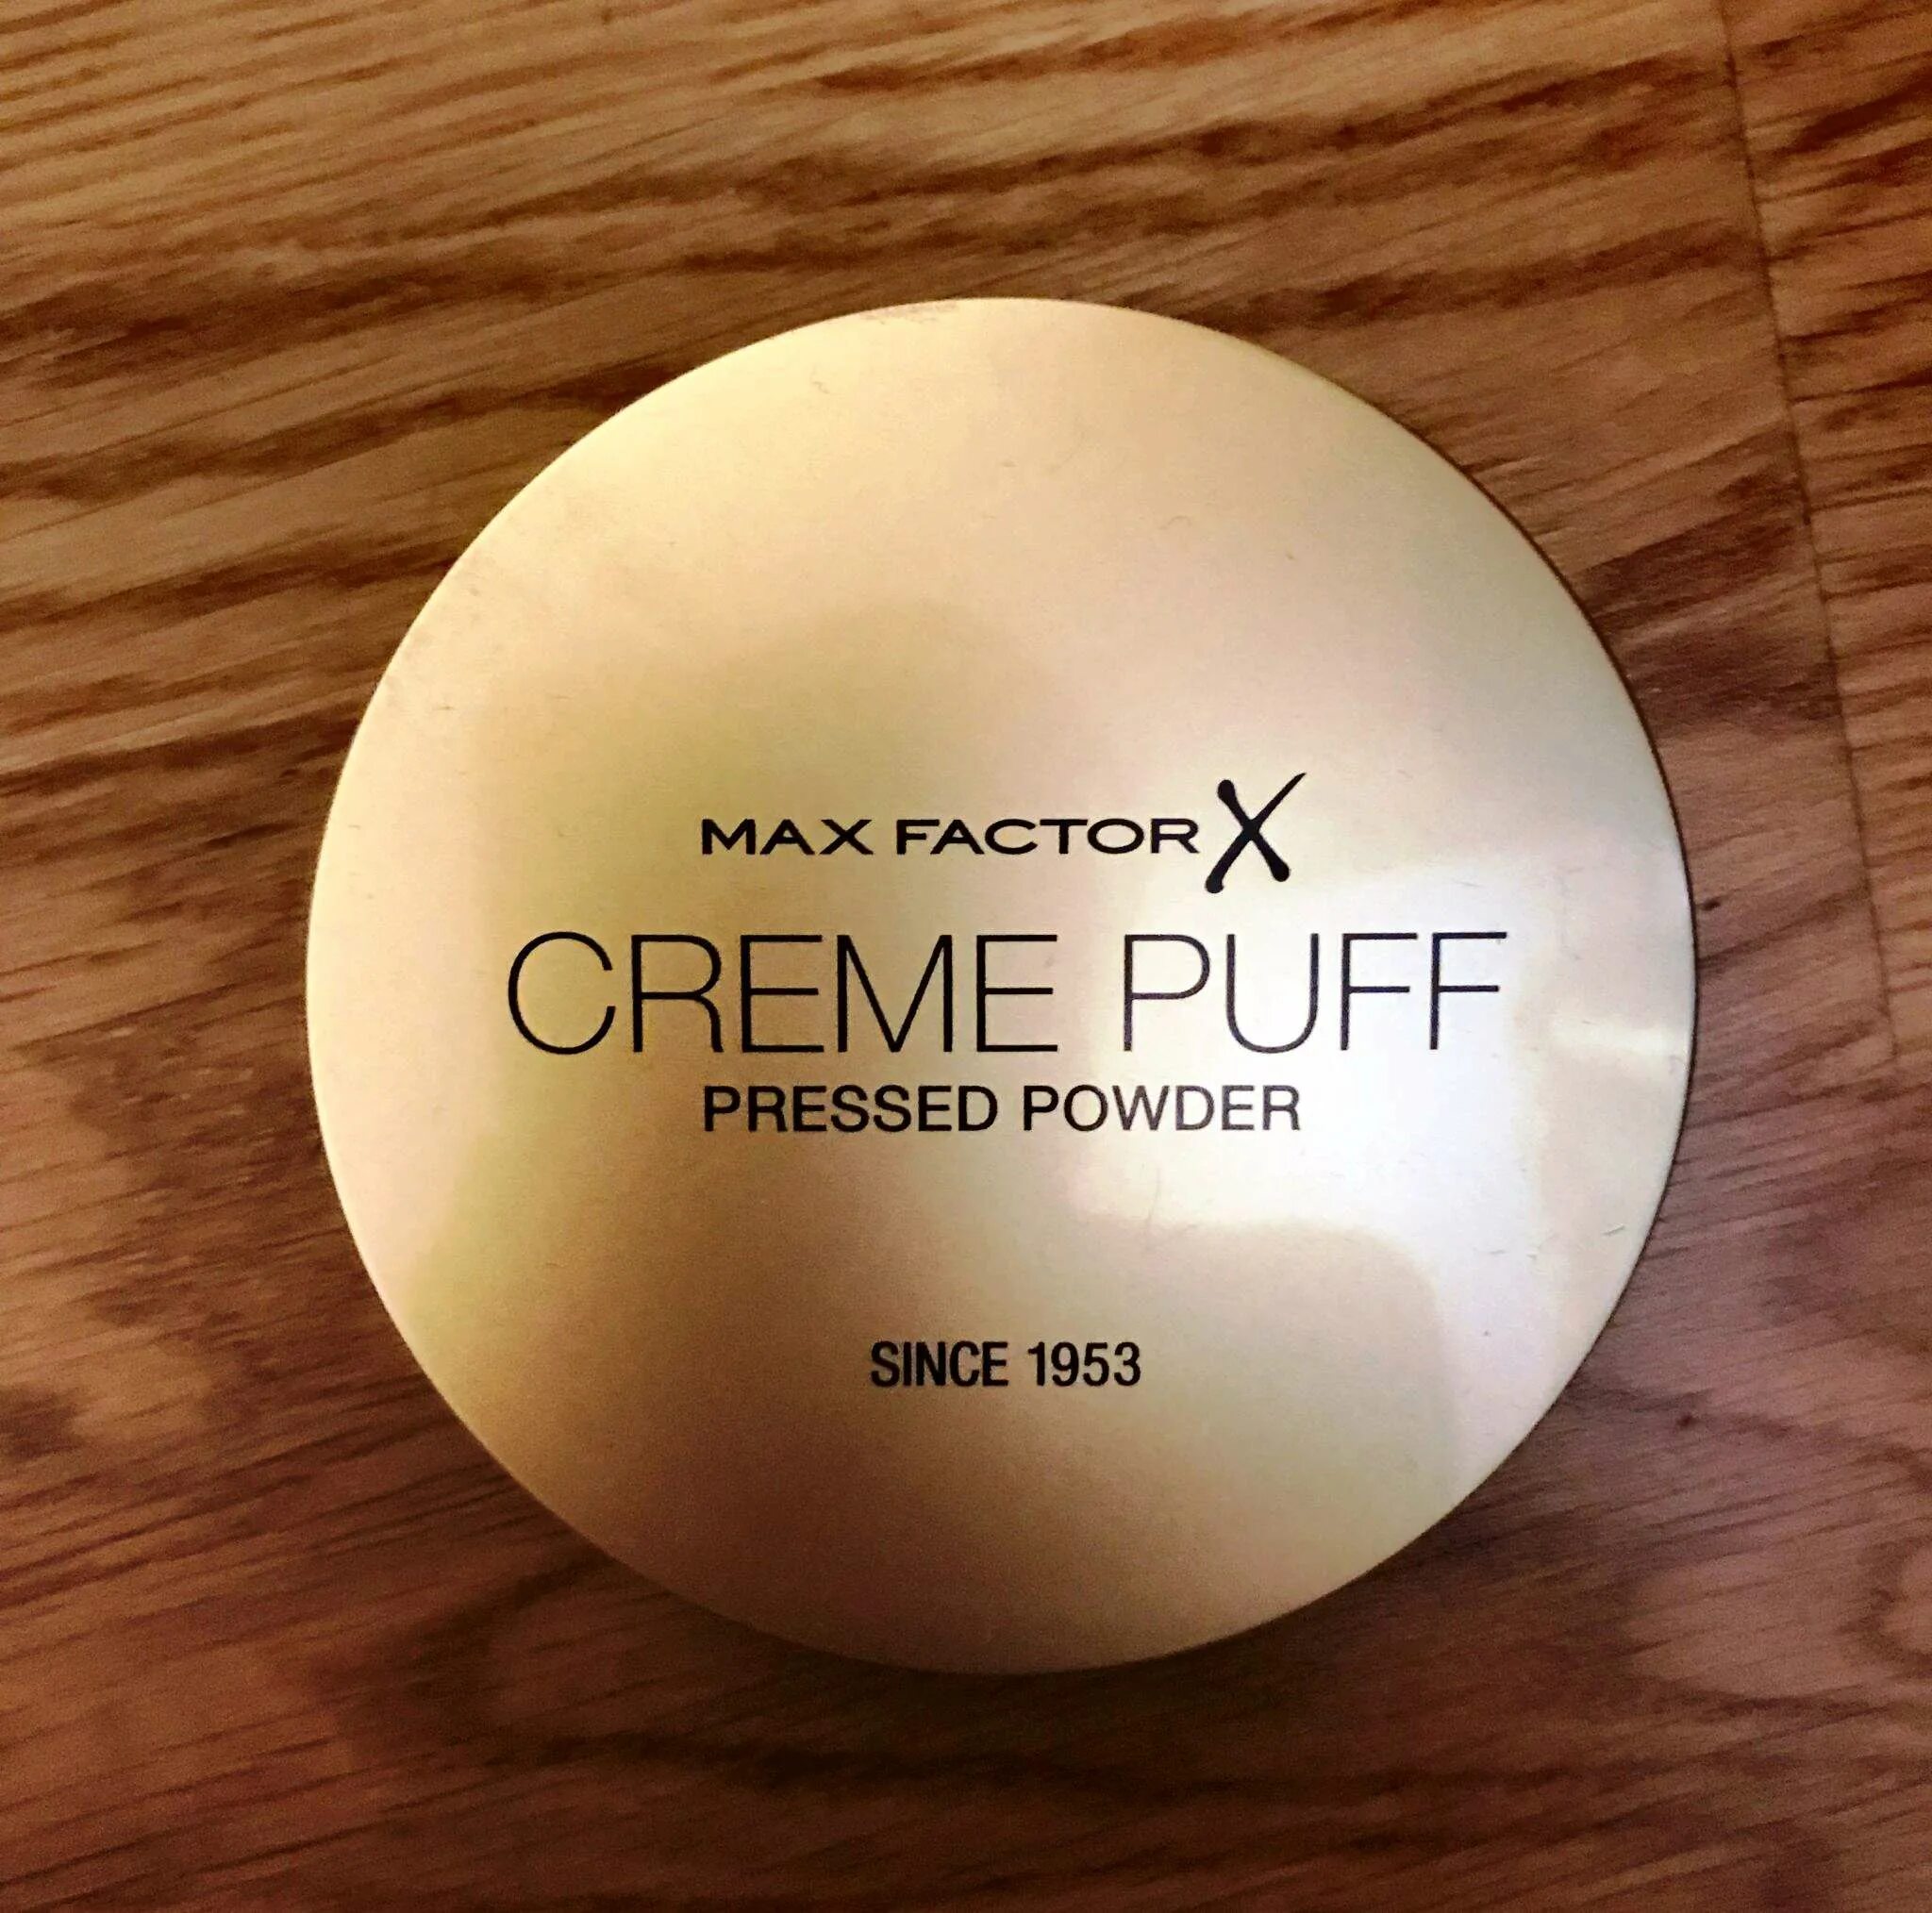 MAX FACTOR X
CREME PUFF
PRESSED POWDER
SINCE 1953